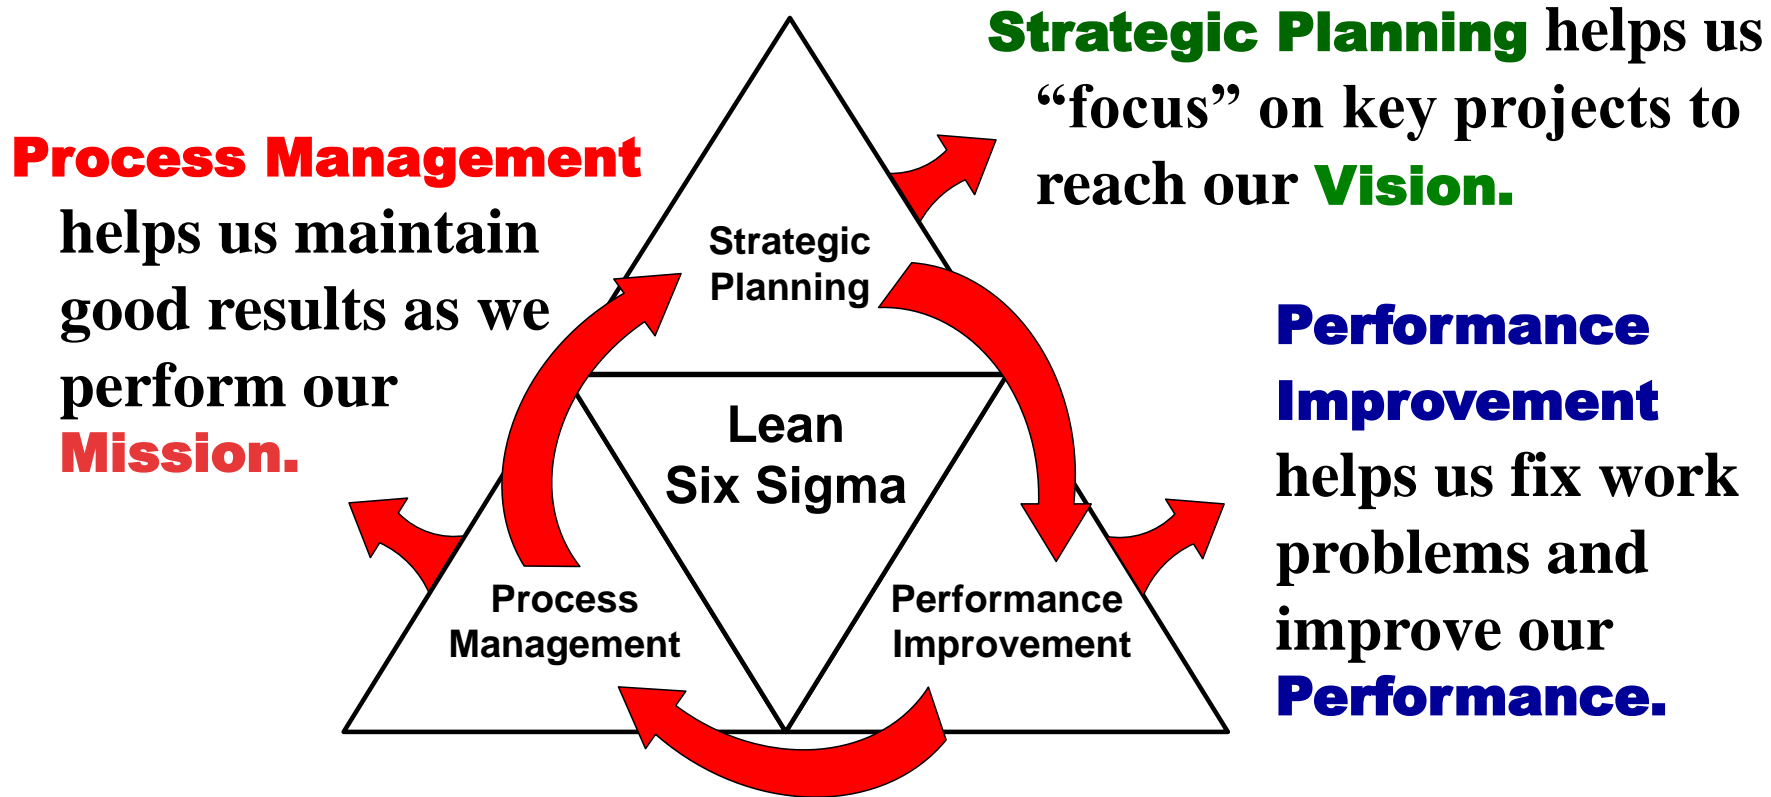 Strategic Planning helps us
“focus” on key projects to
reach our Vision.
Process Management
helps us maintain
good results as we
perform our
Mission.
Strategic
Planning
Performance
Improvement
helps us fix work
problems and
improve our
Performance.
Lean
Six Sigma
Process
Management
Performance
Improvement